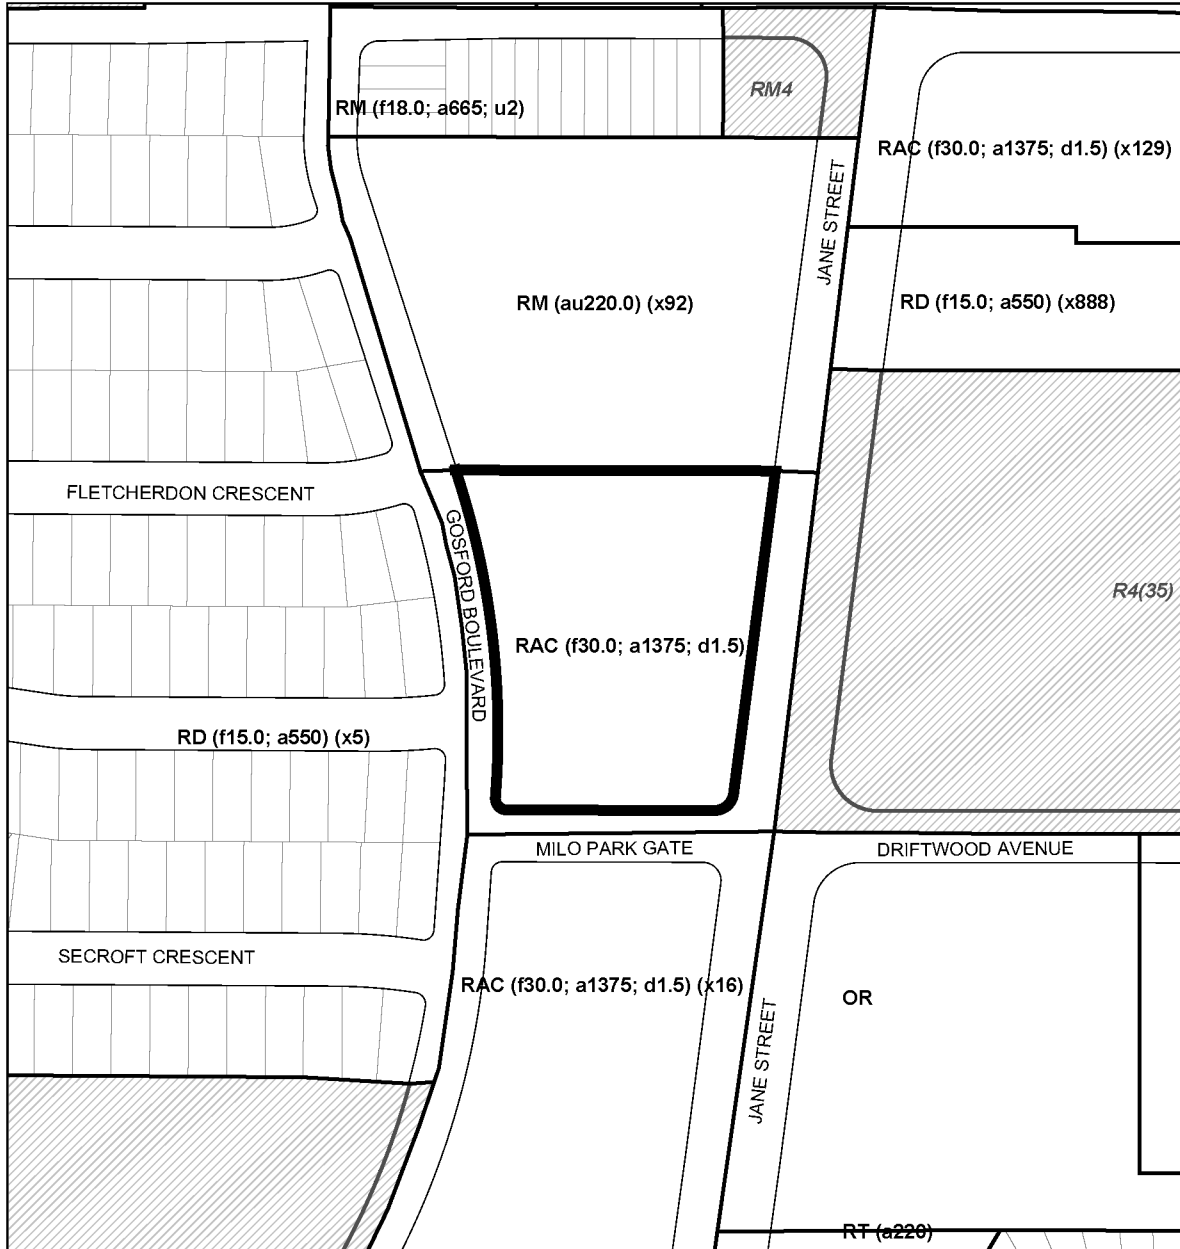 RM4
RM (f18.0; a665; u2)
RAC (f30.0; a1375; d1.5) (x129)
JANE STREET
RM (au220.0) (x92)
RD (f15.0; a550) (x888)
FLETCHERDON CRESCENT
GOSFORD BOULEVARD
R4(35)
RAC (f30.0; a1375; d1.5)
RD (f15.0; a550) (x5)
MILO PARK GATE
DRIFTWOOD AVENUE
SECROFT CRESCENT
RAC (f30.0; a1375; d1.5) (x16)
OR
JANE STREET
RT (a220)